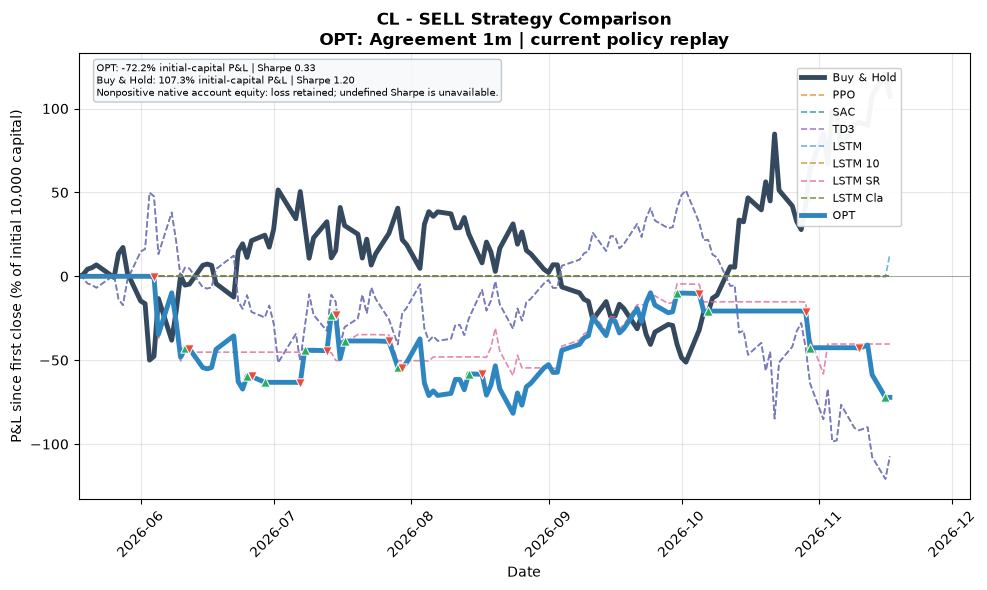 CL - SELL Strategy Comparison
OPT: Agreement 1m | current policy replay
OPT: -72.2% initial-capital P&L | Sharpe 0.33
Buy & Hold: 107.3% initial-capital P&L | Sharpe 1.20
Nonpositive native account equity: loss retained; undefined Sharpe is unavailable.
Buy & Hold
PPO
SAC
TD3
LSTM
LSTM 10
LSTM SR
LSTM Cla
OPT
P&L since first close (% of initial 10,000 capital)
100
50
0
−50
−100
2026-06
2026-07
2026-08
2026-09
2026-10
2026-11
2026-12
Date